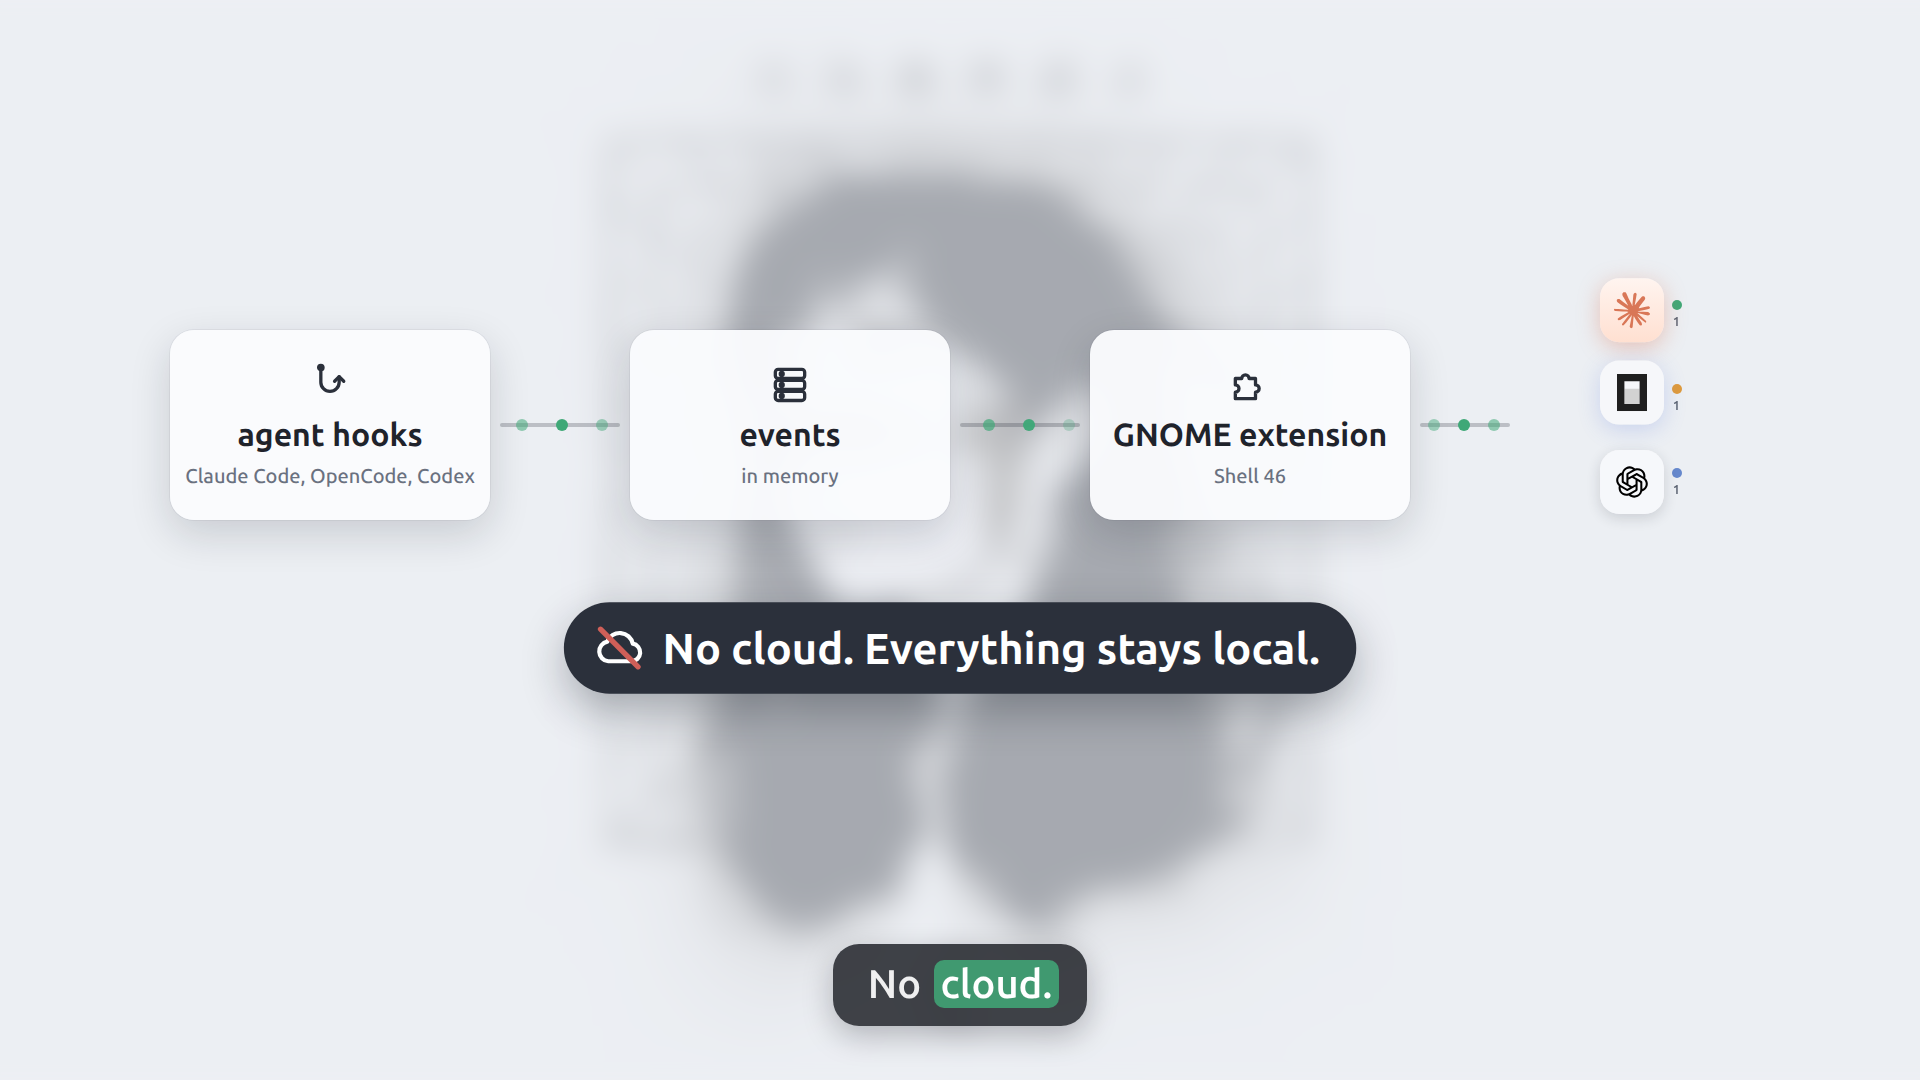 agent hooks
Claude Code, OpenCode, Codex
events
in memory
GNOME extension
Shell 46
1
1
1
No cloud. Everything stays local.
No cloud.